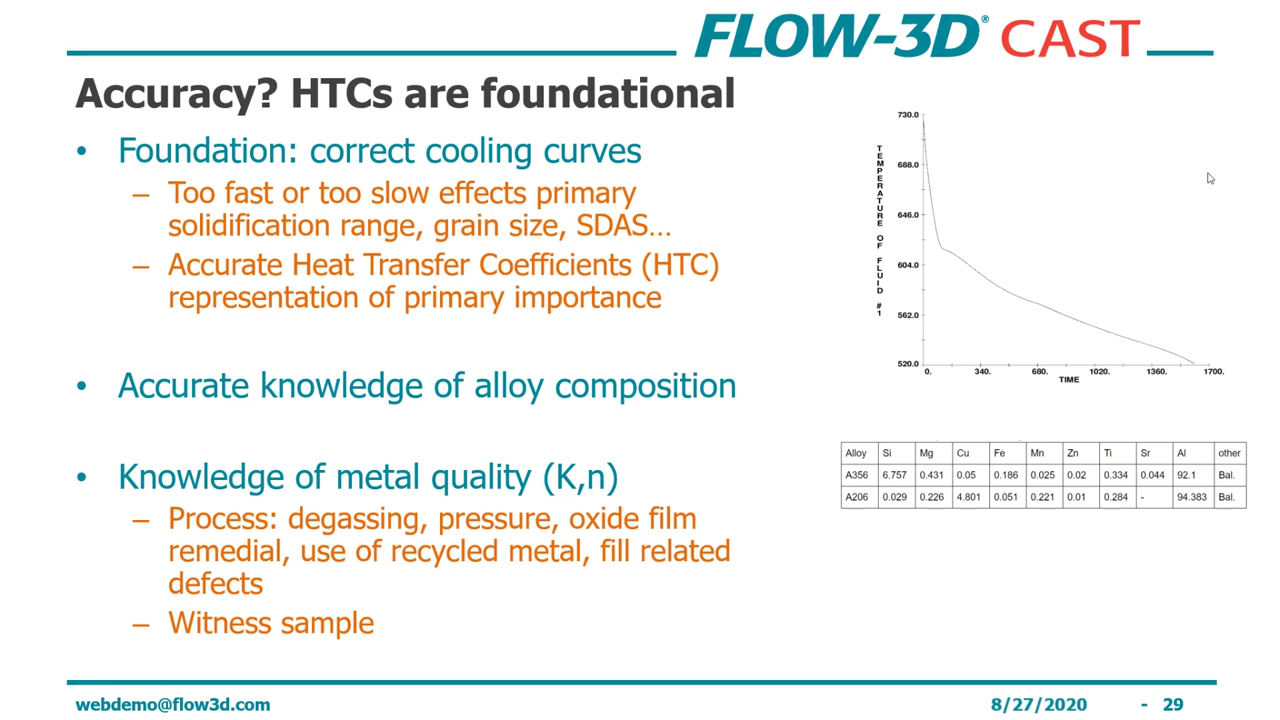 FLOW-3D® CAST
Accuracy? HTCs are foundational
• Foundation: correct cooling curves
– Too fast or too slow effects primary
solidification range, grain size, SDAS...
– Accurate Heat Transfer Coefficients (HTC)
representation of primary importance
• Accurate knowledge of alloy composition
• Knowledge of metal quality (K,n)
– Process: degassing, pressure, oxide film
remedial, use of recycled metal, fill related
defects
– Witness sample
TEMPERATURE OF FLUID #1
730.0
688.0
646.0
604.0
562.0
520.0
0. 340. 680. 1020. 1360. 1700.
TIME
Alloy Si Mg Cu Fe Mn Zn Ti Sr Al other
A356 6.757 0.431 0.05 0.186 0.025 0.02 0.334 0.044 92.1 Bal.
A206 0.029 0.226 4.801 0.051 0.221 0.01 0.284 - 94.383 Bal.
webdemo@flow3d.com 8/27/2020 - 29